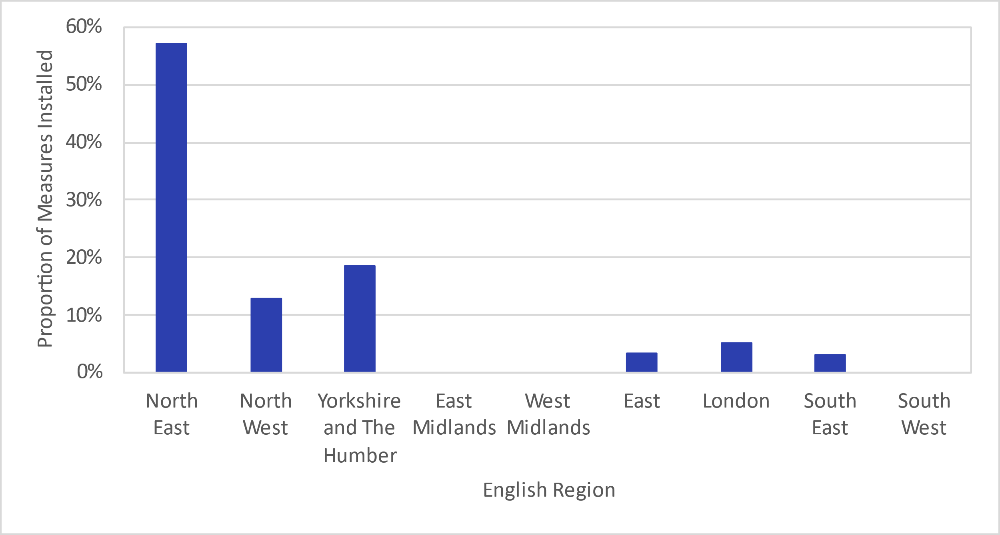 60%
50%
40%
30%
20%
10%
0%
Proportion of Measures Installed
North
East
North
West
Yorkshire
and The
Humber
East
Midlands
West
Midlands
East
London
South
East
South
West
English Region